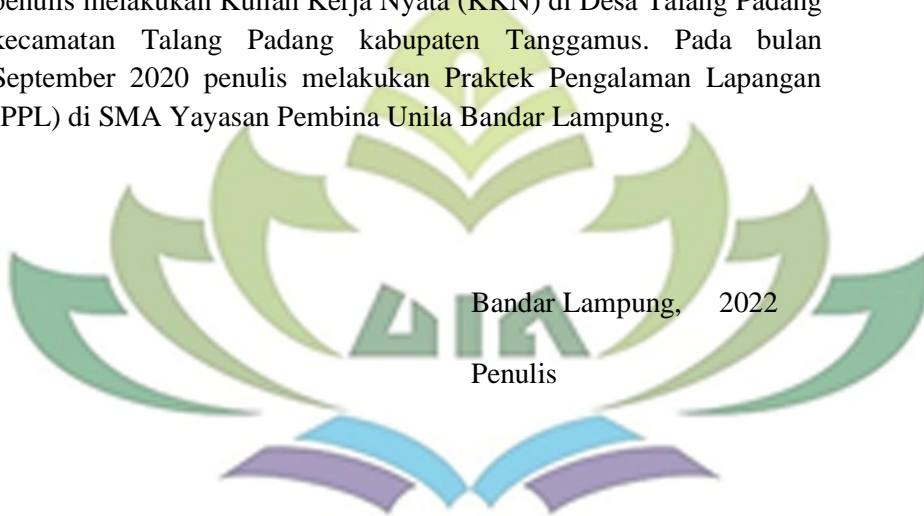 penulis melakukan Kuliah Kerja Nyata (KKN) di Desa Talang Padang
kecamatan Talang Padang kabupaten Tanggamus. Pada bulan
September 2020 penulis melakukan Praktek Pengalaman Lapangan
(PPL) di SMA Yayasan Pembina Unila Bandar Lampung.
Bandar Lampung, 2022
UIN
Penulis